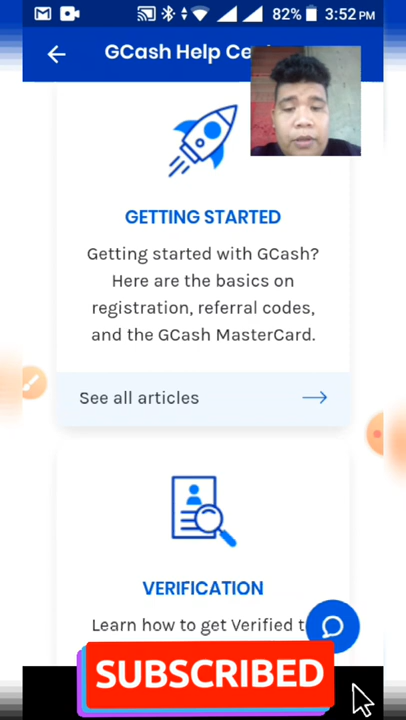 82% 3:52 PM
GCash Help Ce
GETTING STARTED
Getting started with GCash?
Here are the basics on
registration, referral codes,
and the GCash MasterCard.
See all articles
VERIFICATION
Learn how to get Verified t
SUBSCRIBED